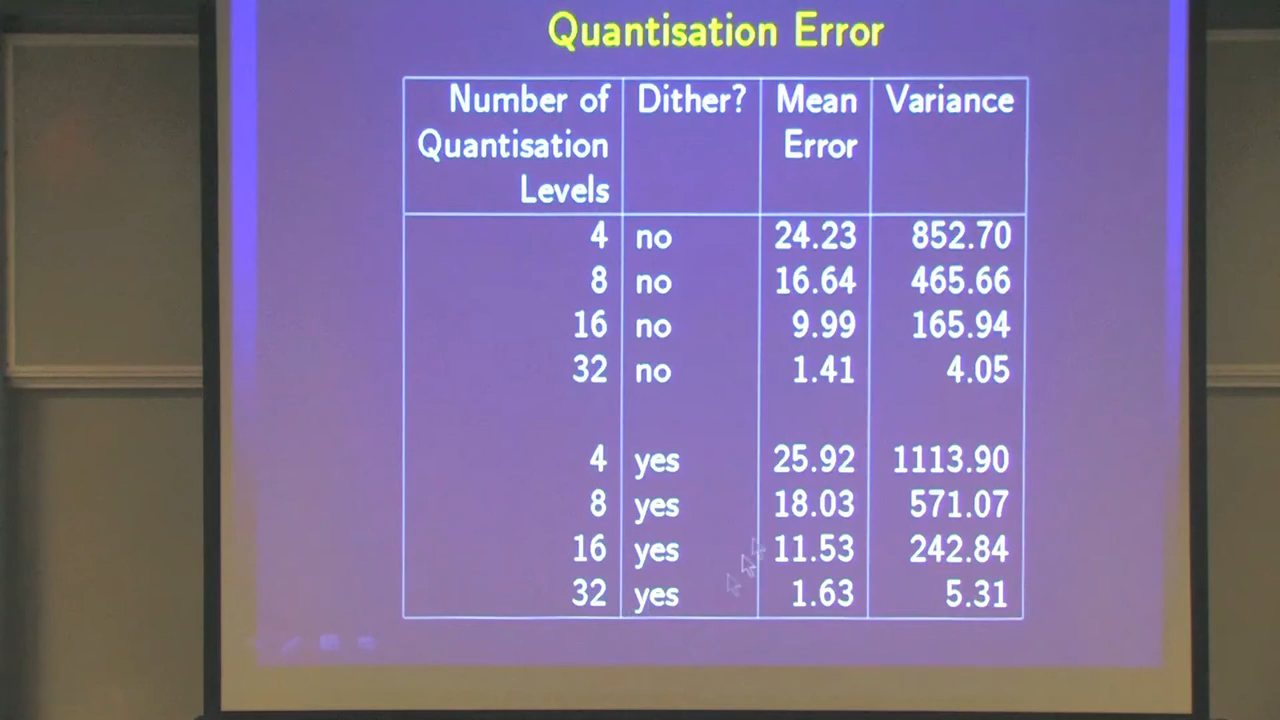 Quantisation Error
Number of Dither? Mean Variance
Quantisation Error
Levels
4 no 24.23 852.70
8 no 16.64 465.66
16 no 9.99 165.94
32 no 1.41 4.05
4 yes 25.92 1113.90
8 yes 18.03 571.07
16 yes 11.53 242.84
32 yes 1.63 5.31